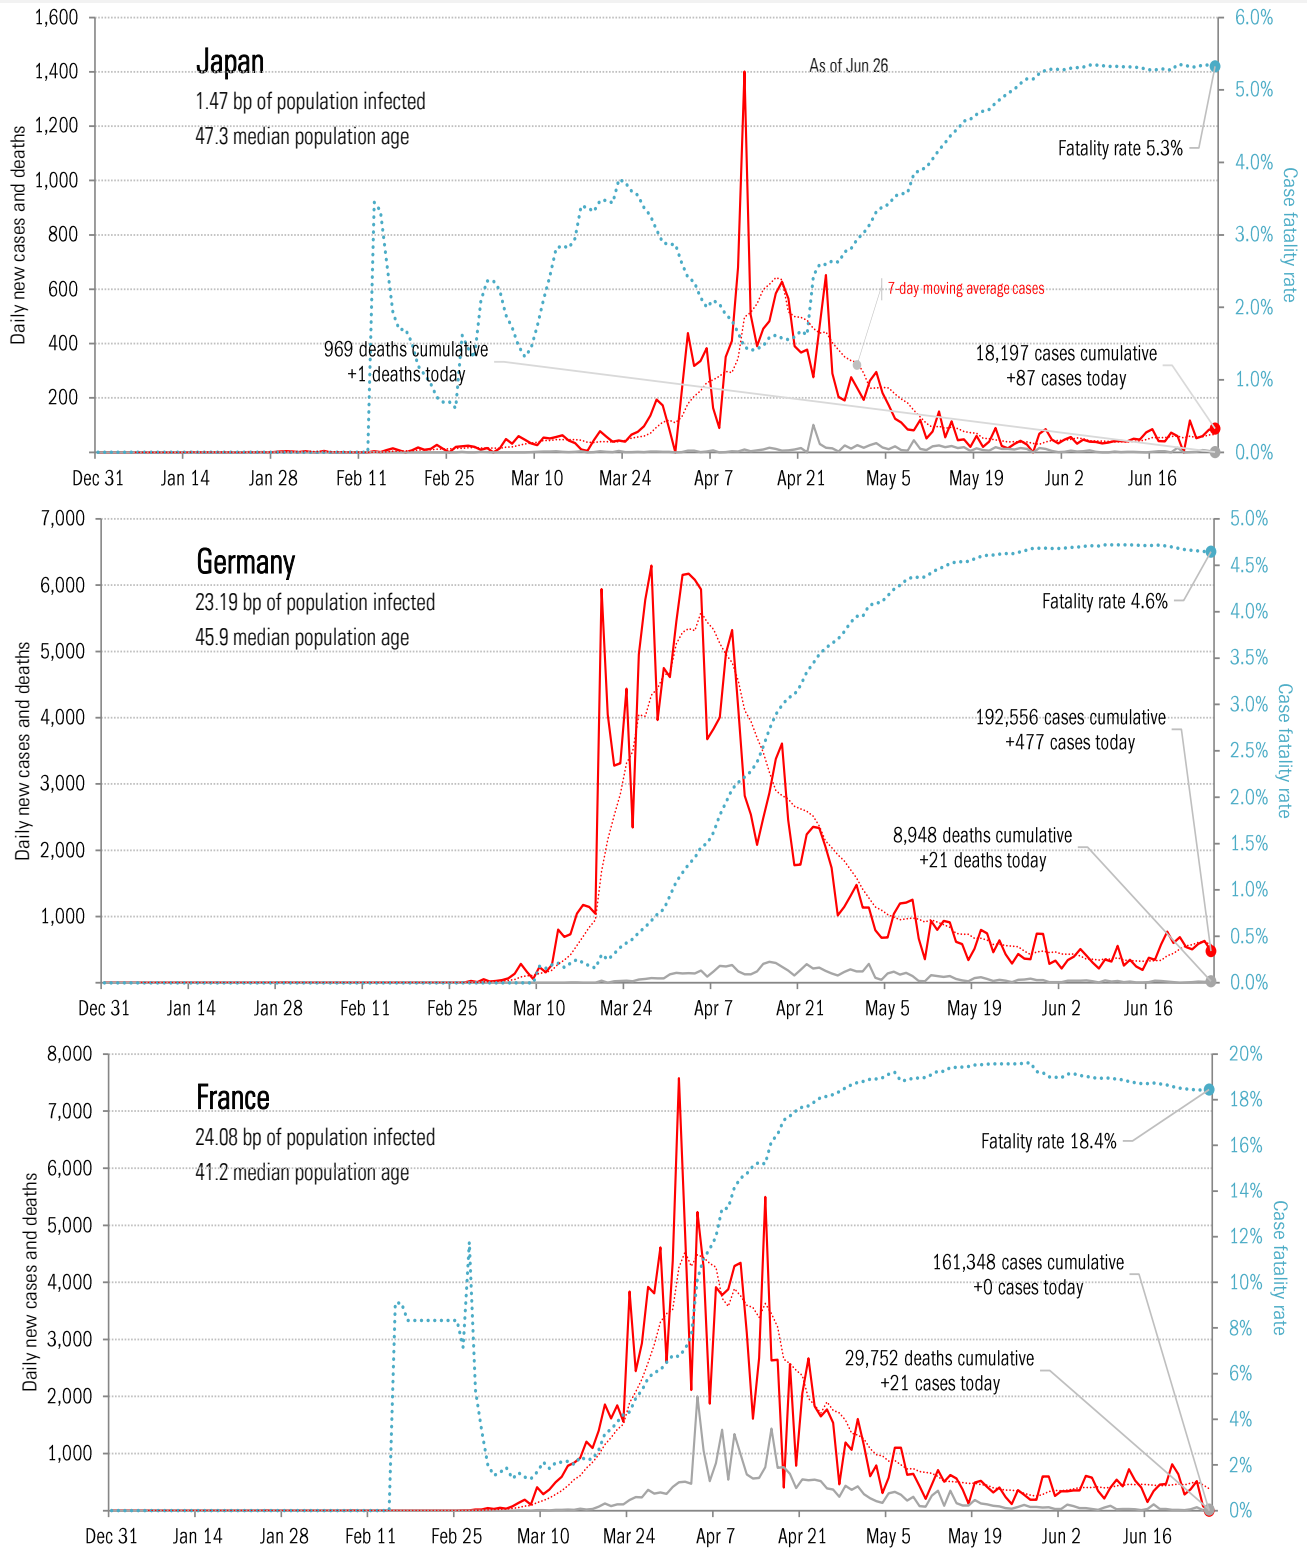 1,600
1,400
1,200
1,000
800
600
400
200
Daily new cases and deaths
Japan
1.47 bp of population infected
47.3 median population age
As of Jun 26
6.0%
5.0%
4.0%
3.0%
2.0%
1.0%
0.0%
Case fatality rate
Fatality rate 5.3%
7-day moving average cases
969 deaths cumulative
+1 deaths today
18,197 cases cumulative
+87 cases today
Dec 31 Jan 14 Jan 28 Feb 11 Feb 25 Mar 10 Mar 24 Apr 7 Apr 21 May 5 May 19 Jun 2 Jun 16
7,000
6,000
5,000
4,000
3,000
2,000
1,000
Daily new cases and deaths
Germany
23.19 bp of population infected
45.9 median population age
5.0%
4.5%
4.0%
3.5%
3.0%
2.5%
2.0%
1.5%
1.0%
0.5%
0.0%
Case fatality rate
Fatality rate 4.6%
192,556 cases cumulative
+477 cases today
8,948 deaths cumulative
+21 deaths today
Dec 31 Jan 14 Jan 28 Feb 11 Feb 25 Mar 10 Mar 24 Apr 7 Apr 21 May 5 May 19 Jun 2 Jun 16
8,000
7,000
6,000
5,000
4,000
3,000
2,000
1,000
Daily new cases and deaths
France
24.08 bp of population infected
41.2 median population age
20%
18%
16%
14%
12%
10%
8%
6%
4%
2%
0%
Case fatality rate
Fatality rate 18.4%
161,348 cases cumulative
+0 cases today
29,752 deaths cumulative
+21 cases today
Dec 31 Jan 14 Jan 28 Feb 11 Feb 25 Mar 10 Mar 24 Apr 7 Apr 21 May 5 May 19 Jun 2 Jun 16